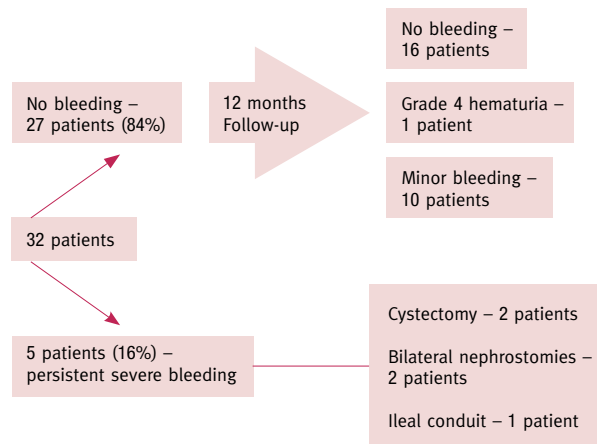 No bleeding –
27 patients (84%)
12 months
Follow-up
No bleeding –
16 patients
Grade 4 hematuria –
1 patient
Minor bleeding –
10 patients
32 patients
5 patients (16%) –
persistent severe bleeding
Cystectomy – 2 patients
Bilateral nephrostomies –
2 patients
Ileal conduit – 1 patient